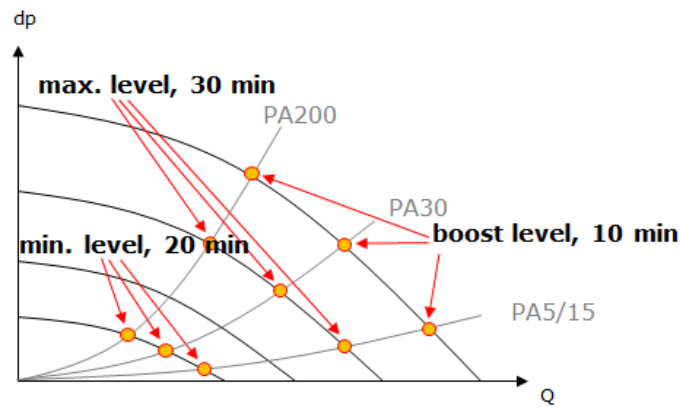 dp
max. level, 30 min
PA200
PA30
min. level, 20 min
boost level, 10 min
PA5/15
Q